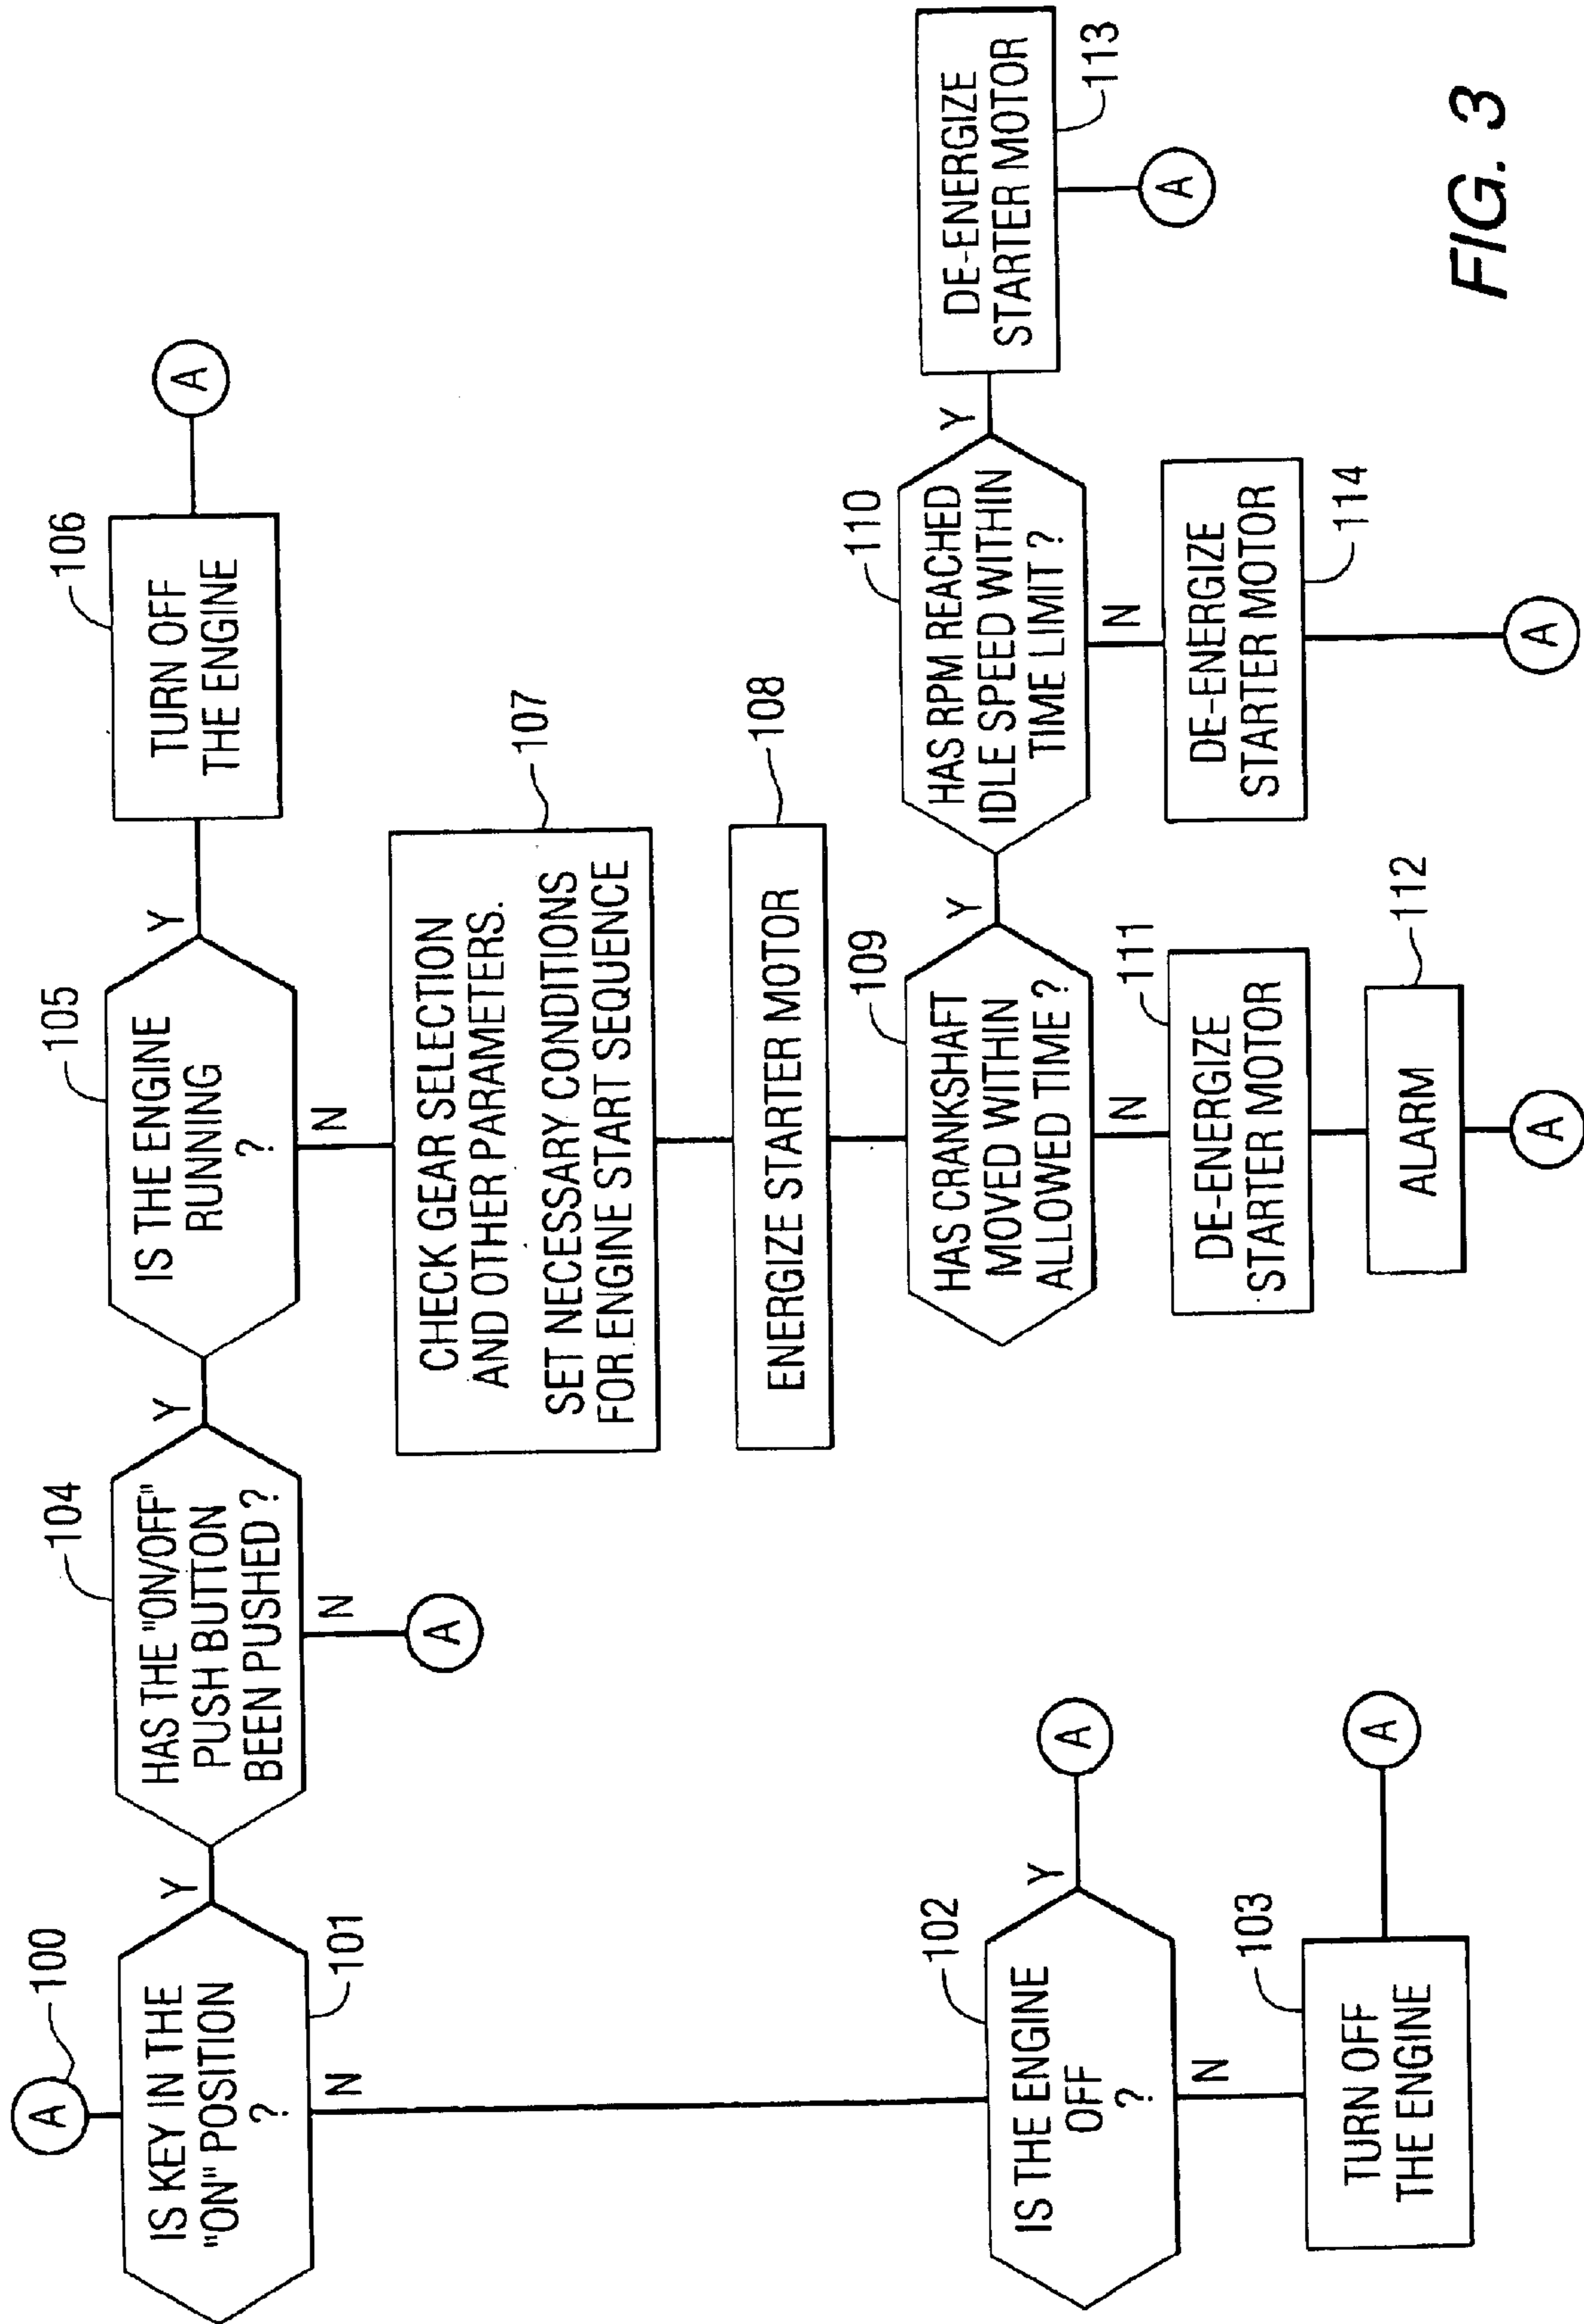 A
100
IS KEY IN THE
"ON" POSITION
?
101
Y
N
HAS THE "ON/OFF"
PUSH BUTTON
BEEN PUSHED ?
104
Y
N
A
IS THE ENGINE
RUNNING
?
105
Y
N
TURN OFF
THE ENGINE
106
A
CHECK GEAR SELECTION
AND OTHER PARAMETERS.
SET NECESSARY CONDITIONS
FOR ENGINE START SEQUENCE
107
ENERGIZE STARTER MOTOR
108
IS THE ENGINE
OFF
?
102
Y
A
N
TURN OFF
THE ENGINE
103
A
HAS CRANKSHAFT
MOVED WITHIN
ALLOWED TIME ?
109
Y
N
DE-ENERGIZE
STARTER MOTOR
111
ALARM
112
A
HAS RPM REACHED
IDLE SPEED WITHIN
TIME LIMIT ?
110
Y
N
DE-ENERGIZE
STARTER MOTOR
114
A
DE-ENERGIZE
STARTER MOTOR
113
A
FIG. 3